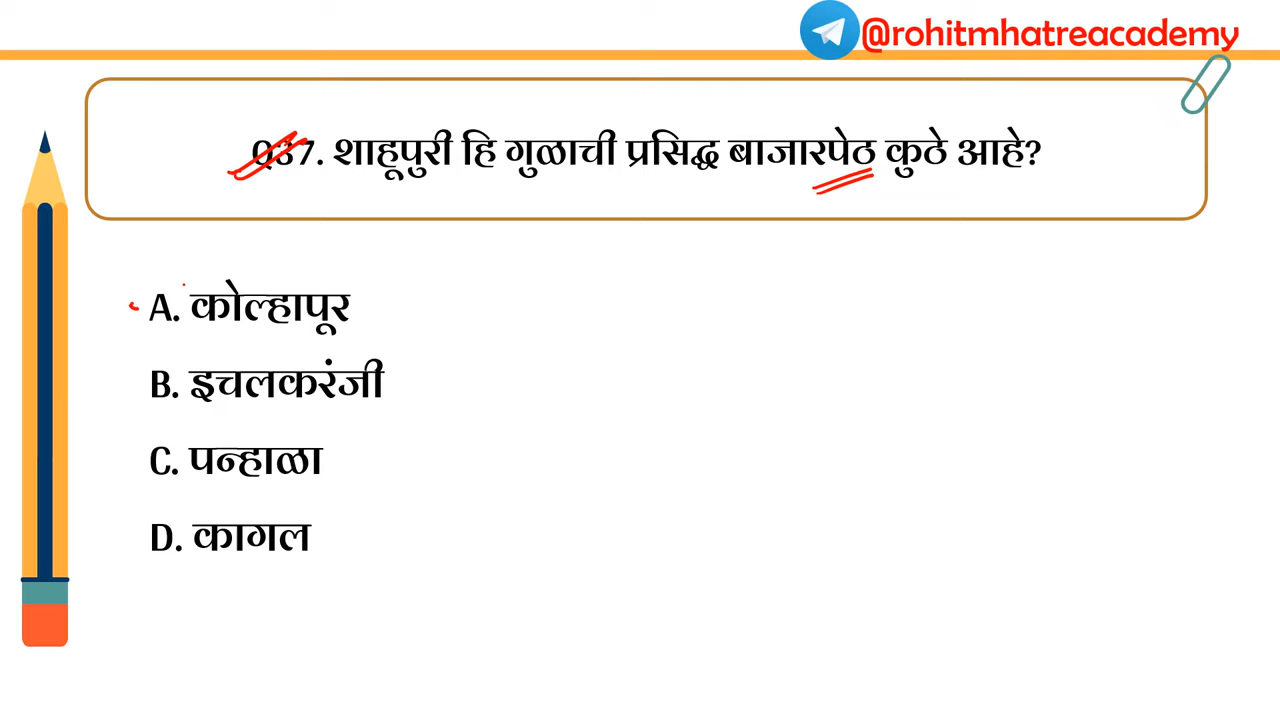 @rohitmhatreacademy
Q37. शाहूपुरी हि गुळाची प्रसिद्ध बाजारपेठ कुठे आहे?
A. कोल्हापूर
B. इचलकरंजी
C. पन्हाळा
D. कागल